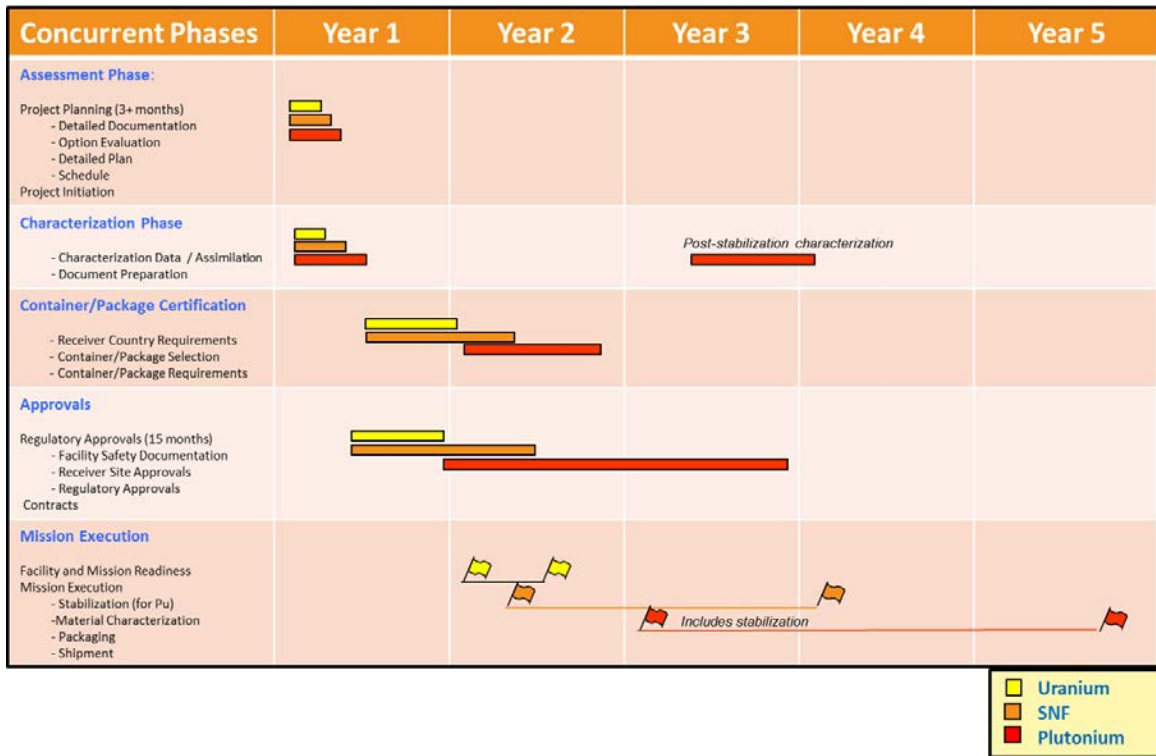 Concurrent Phases Year 1 Year 2 Year 3 Year 4 Year 5
Assessment Phase:
Project Planning (3+ months)
- Detailed Documentation
- Option Evaluation
- Detailed Plan
- Schedule
Project Initiation
Characterization Phase
Post-stabilization characterization
- Characterization Data / Assimilation
- Document Preparation
Container/Package Certification
- Receiver Country Requirements
- Container/Package Selection
- Container/Package Requirements
Approvals
Regulatory Approvals (15 months)
- Facility Safety Documentation
- Receiver Site Approvals
- Regulatory Approvals
Contracts
Mission Execution
Facility and Mission Readiness
Mission Execution
- Stabilization (for Pu)
-Material Characterization
Includes stabilization
- Packaging
- Shipment
Uranium
SNF
Plutonium